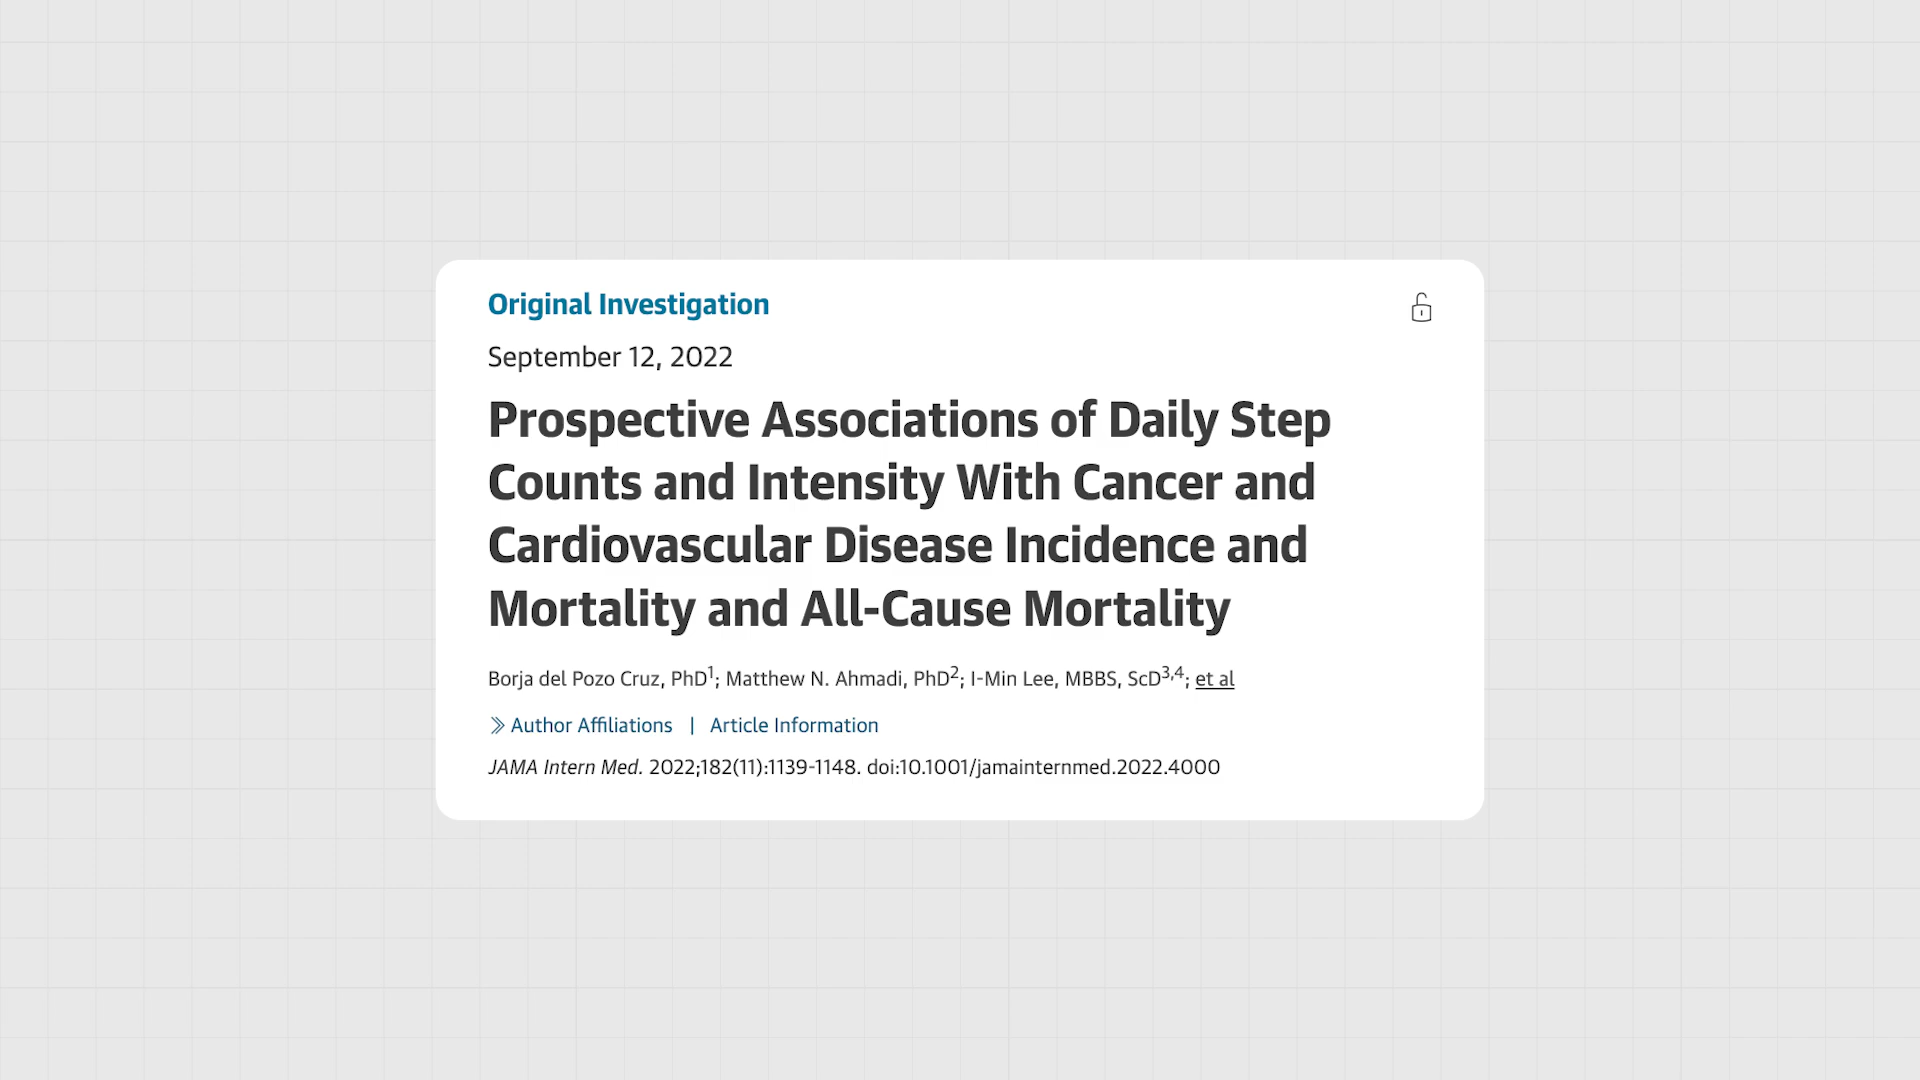 Original Investigation
September 12, 2022
Prospective Associations of Daily Step
Counts and Intensity With Cancer and
Cardiovascular Disease Incidence and
Mortality and All-Cause Mortality
Borja del Pozo Cruz, PhD1; Matthew N. Ahmadi, PhD2; I-Min Lee, MBBS, ScD3,4; et al
Author Affiliations | Article Information
JAMA Intern Med. 2022;182(11):1139-1148. doi:10.1001/jamainternmed.2022.4000